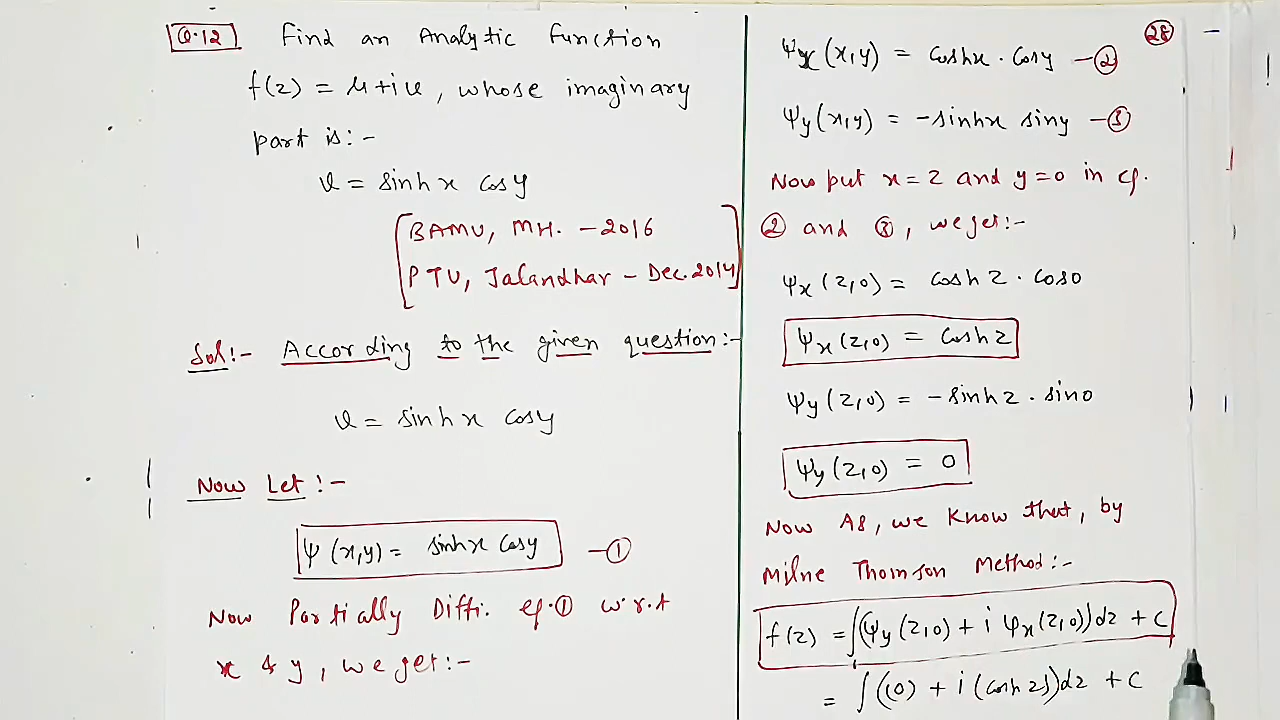 Q.12 Find an Analytic function
f(z) = u+iv, whose imaginary
part is:-
v = sinh x cosy
[BAMU, MH. - 2016
PTU, Jalandhar - Dec. 2014]
Sol:- According to the given question:-
v = sinh x cosy
Now Let :-
ψ (x,y) = sinhx cosy -①
Now Partially Diffi. eq.① w.r.t
x & y, we get:-
28
ψx (x,y) = coshx . cosy -②
ψy (x,y) = -sinhx siny -③
Now put x=z and y=0 in eq.
② and ③, we get:-
ψx (z,0) = cosh z . cos0
ψx (z,0) = cosh z
ψy (z,0) = -sinh z . sin0
ψy (z,0) = 0
Now As, we know that, by
Milne Thomson Method:-
f(z) = ∫(ψy (z,0) + i ψx (z,0))dz + c
= ∫((0) + i (cosh z))dz + c